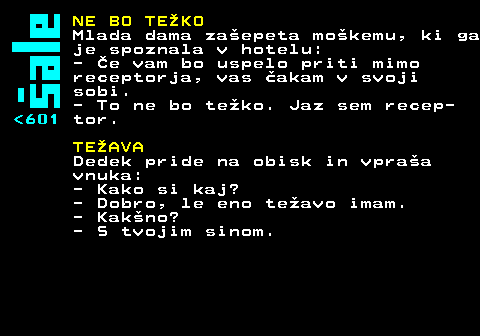 Šale
<601
NE BO TEŽKO
Mlada dama zašepeta moškemu, ki ga
je spoznala v hotelu:
- Če vam bo uspelo priti mimo
receptorja, vas čakam v svoji
sobi.
- To ne bo težko. Jaz sem recep-
tor.
TEŽAVA
Dedek pride na obisk in vpraša
vnuka:
- Kako si kaj?
- Dobro, le eno težavo imam.
- Kakšno?
- S tvojim sinom.